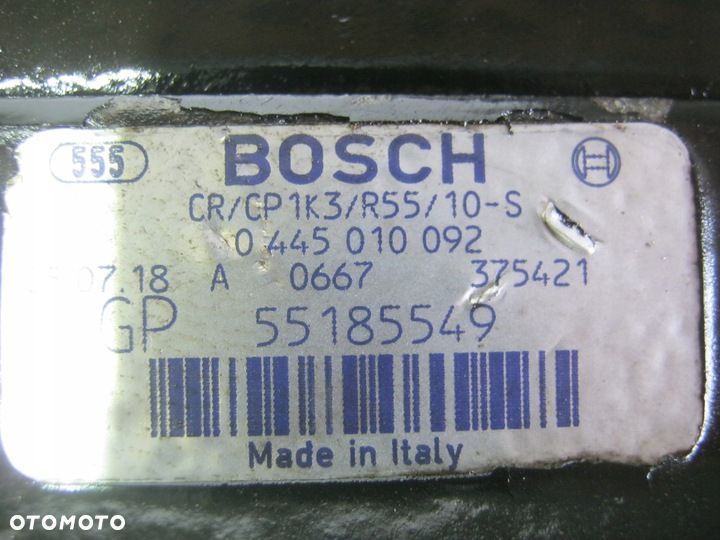 555 BOSCH
CR/CP1K3/R55/10-S
0 445 010 092
07.18 A 0667 375421
GP 55185549
Made in Italy
OTOMOTO OTOMOTO